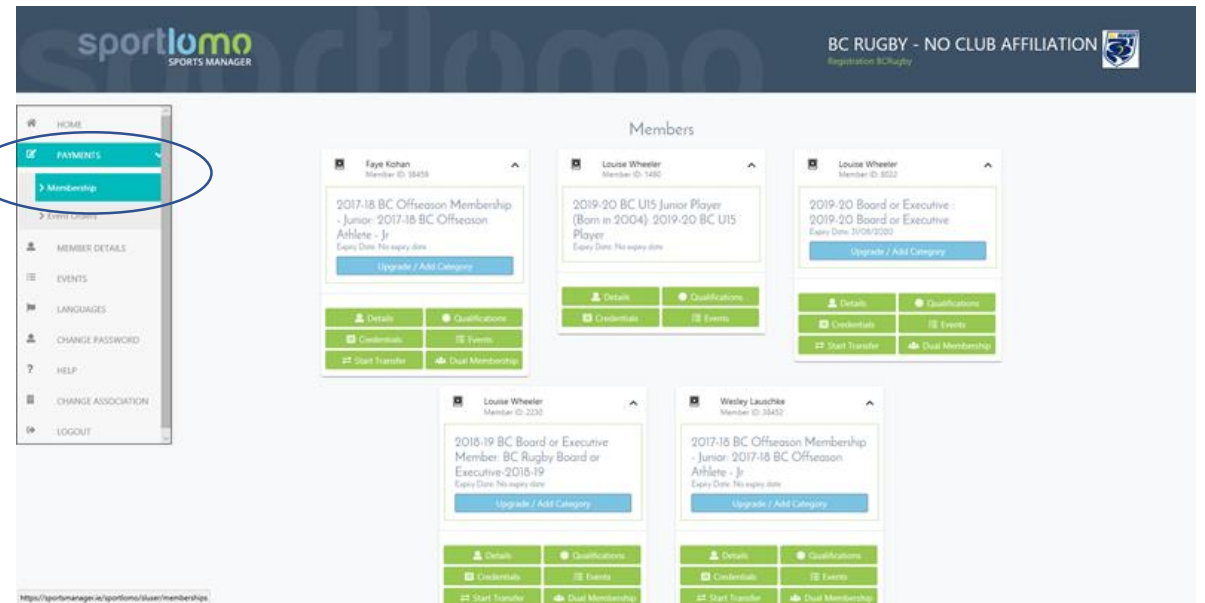 sportlomo
SPORTS MANAGER
BC RUGBY - NO CLUB AFFILIATION
Registration BCRugby
HOME
PAYMENTS
Membership
Event Orders
MEMBER DETAILS
EVENTS
LANGUAGES
CHANGE PASSWORD
HELP
CHANGE ASSOCIATION
LOGOUT
Members
Faye Kohan
Member ID: 38459
2017-18 BC Offseason Membership
- Junior: 2017-18 BC Offseason
Athlete - Jr
Expiry Date: No expiry date
Upgrade / Add Category
Details
Qualifications
Credentials
Events
Start Transfer
Dual Membership
Louise Wheeler
Member ID: 1480
2019-20 BC U15 Junior Player
(Born in 2004): 2019-20 BC U15
Player
Expiry Date: No expiry date
Details
Qualifications
Credentials
Events
Louise Wheeler
Member ID: 8022
2019-20 Board or Executive :
2019-20 Board or Executive
Expiry Date: 31/08/2020
Upgrade / Add Category
Details
Qualifications
Credentials
Events
Start Transfer
Dual Membership
Louise Wheeler
Member ID: 2230
2018-19 BC Board or Executive
Member: BC Rugby Board or
Executive-2018-19
Expiry Date: No expiry date
Upgrade / Add Category
Details
Qualifications
Credentials
Events
Start Transfer
Dual Membership
Wesley Lauschke
Member ID: 38452
2017-18 BC Offseason Membership
- Junior: 2017-18 BC Offseason
Athlete - Jr
Expiry Date: No expiry date
Upgrade / Add Category
Details
Qualifications
Credentials
Events
Start Transfer
Dual Membership
https://sportsmanager.ie/sportlomo/sluser/memberships